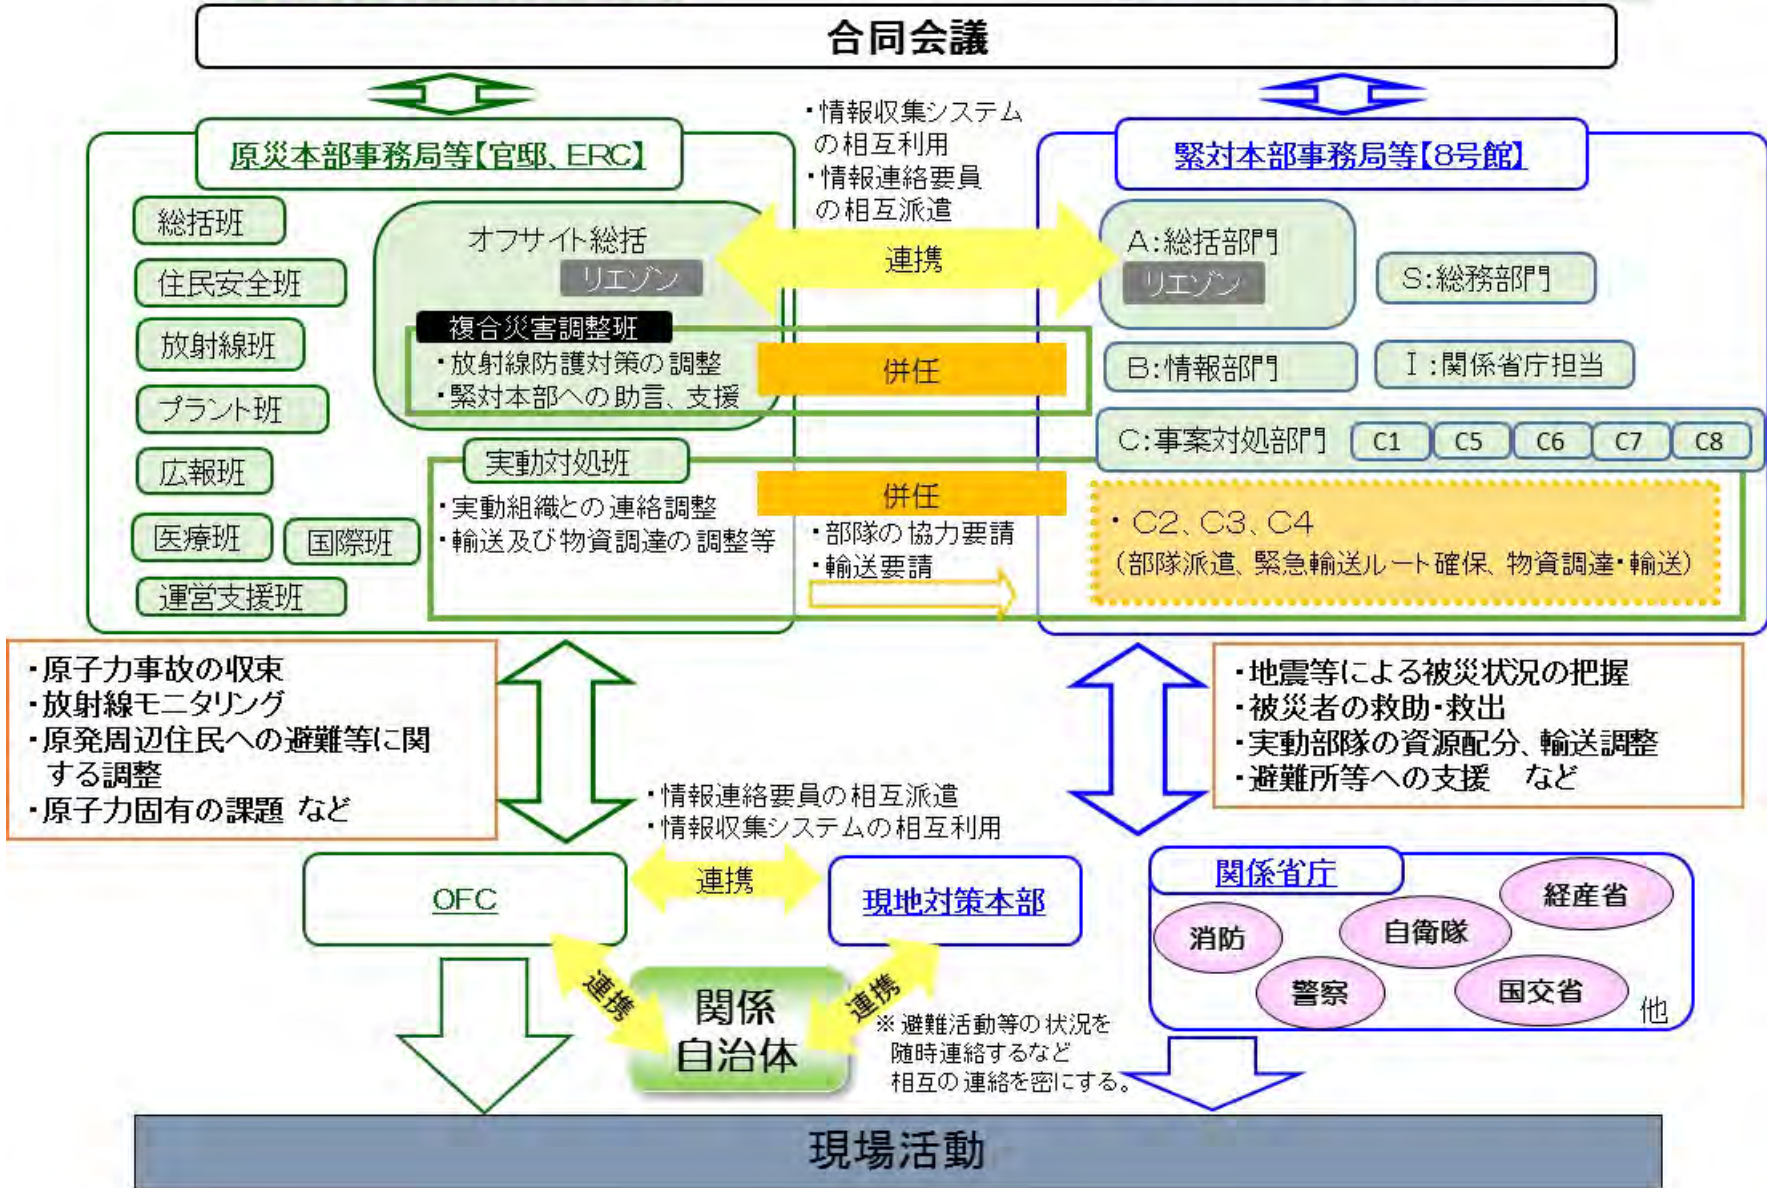 合同会議
・情報収集システム
の相互利用
・情報連絡要員
の相互派遣
連携
原災本部事務局等【官邸、ERC】
総括班
住民安全班
放射線班
プラント班
広報班
医療班
国際班
運営支援班
オフサイト総括
リエゾン
複合災害調整班
・放射線防護対策の調整
・緊対本部への助言、支援
併任
実動対処班
・実動組織との連絡調整
・輸送及び物資調達の調整等
併任
・部隊の協力要請
・輸送要請
緊対本部事務局等【8号館】
A:総括部門
リエゾン
S:総務部門
B:情報部門
I:関係省庁担当
C:事案対処部門
C1
C5
C6
C7
C8
・C2、C3、C4
(部隊派遣、緊急輸送ルート確保、物資調達・輸送)
・原子力事故の収束
・放射線モニタリング
・原発周辺住民への避難等に関
する調整
・原子力固有の課題 など
・地震等による被災状況の把握
・被災者の救助・救出
・実動部隊の資源配分、輸送調整
・避難所等への支援 など
・情報連絡要員の相互派遣
・情報収集システムの相互利用
OFC
連携
現地対策本部
関係省庁
消防
自衛隊
経産省
警察
国交省
他
連携
関係
自治体
連携
※避難活動等の状況を
随時連絡するなど
相互の連絡を密にする。
現場活動